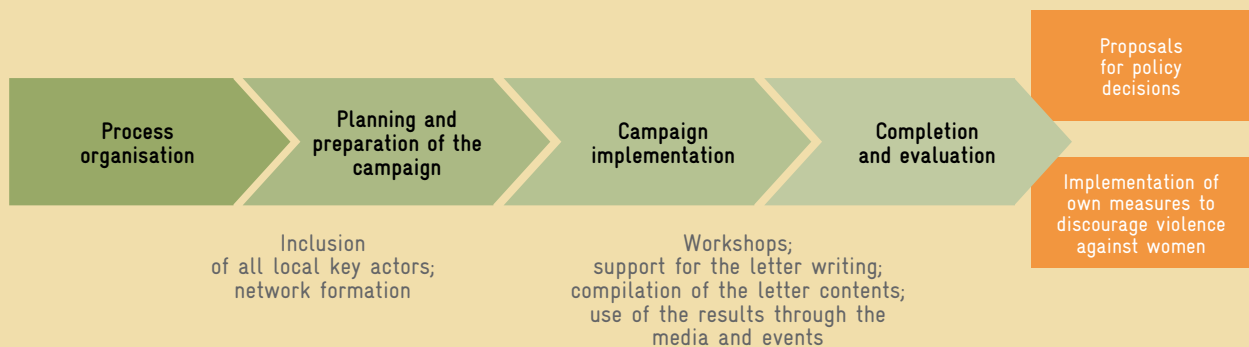 Process
organisation
Planning and
preparation of the
campaign
Campaign
implementation
Completion
and evaluation
Proposals
for policy
decisions
Implementation of
own measures to
discourage violence
against women
Inclusion
of all local key actors;
network formation
Workshops;
support for the letter writing;
compilation of the letter contents;
use of the results through the
media and events